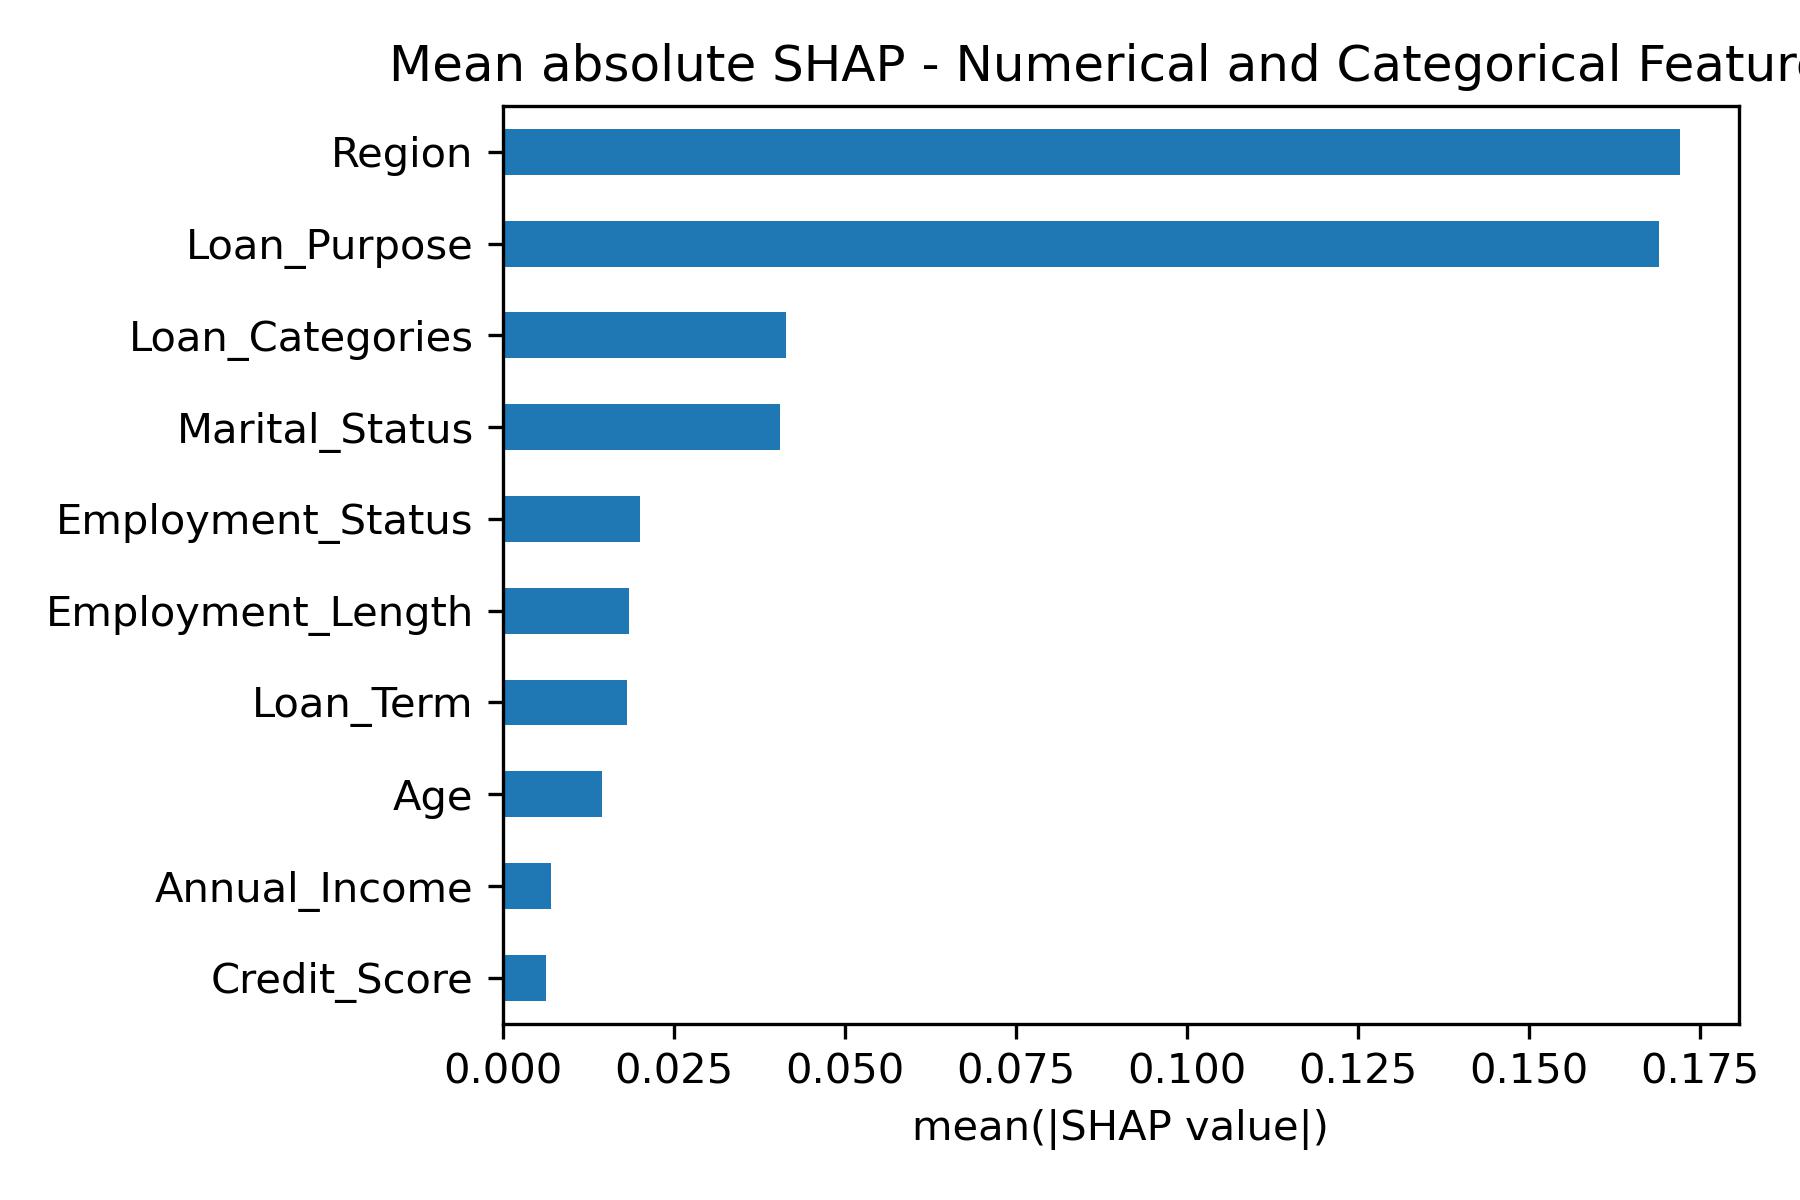 Mean absolute SHAP - Numerical and Categorical
Region
Loan_Purpose
Loan_Categories
Marital_Status
Employment_Status
Employment_Length
Loan_Term
Age
Annual_Income
Credit_Score
0.000 0.025 0.050 0.075 0.100 0.125 0.150 0.175
mean(|SHAP value|)